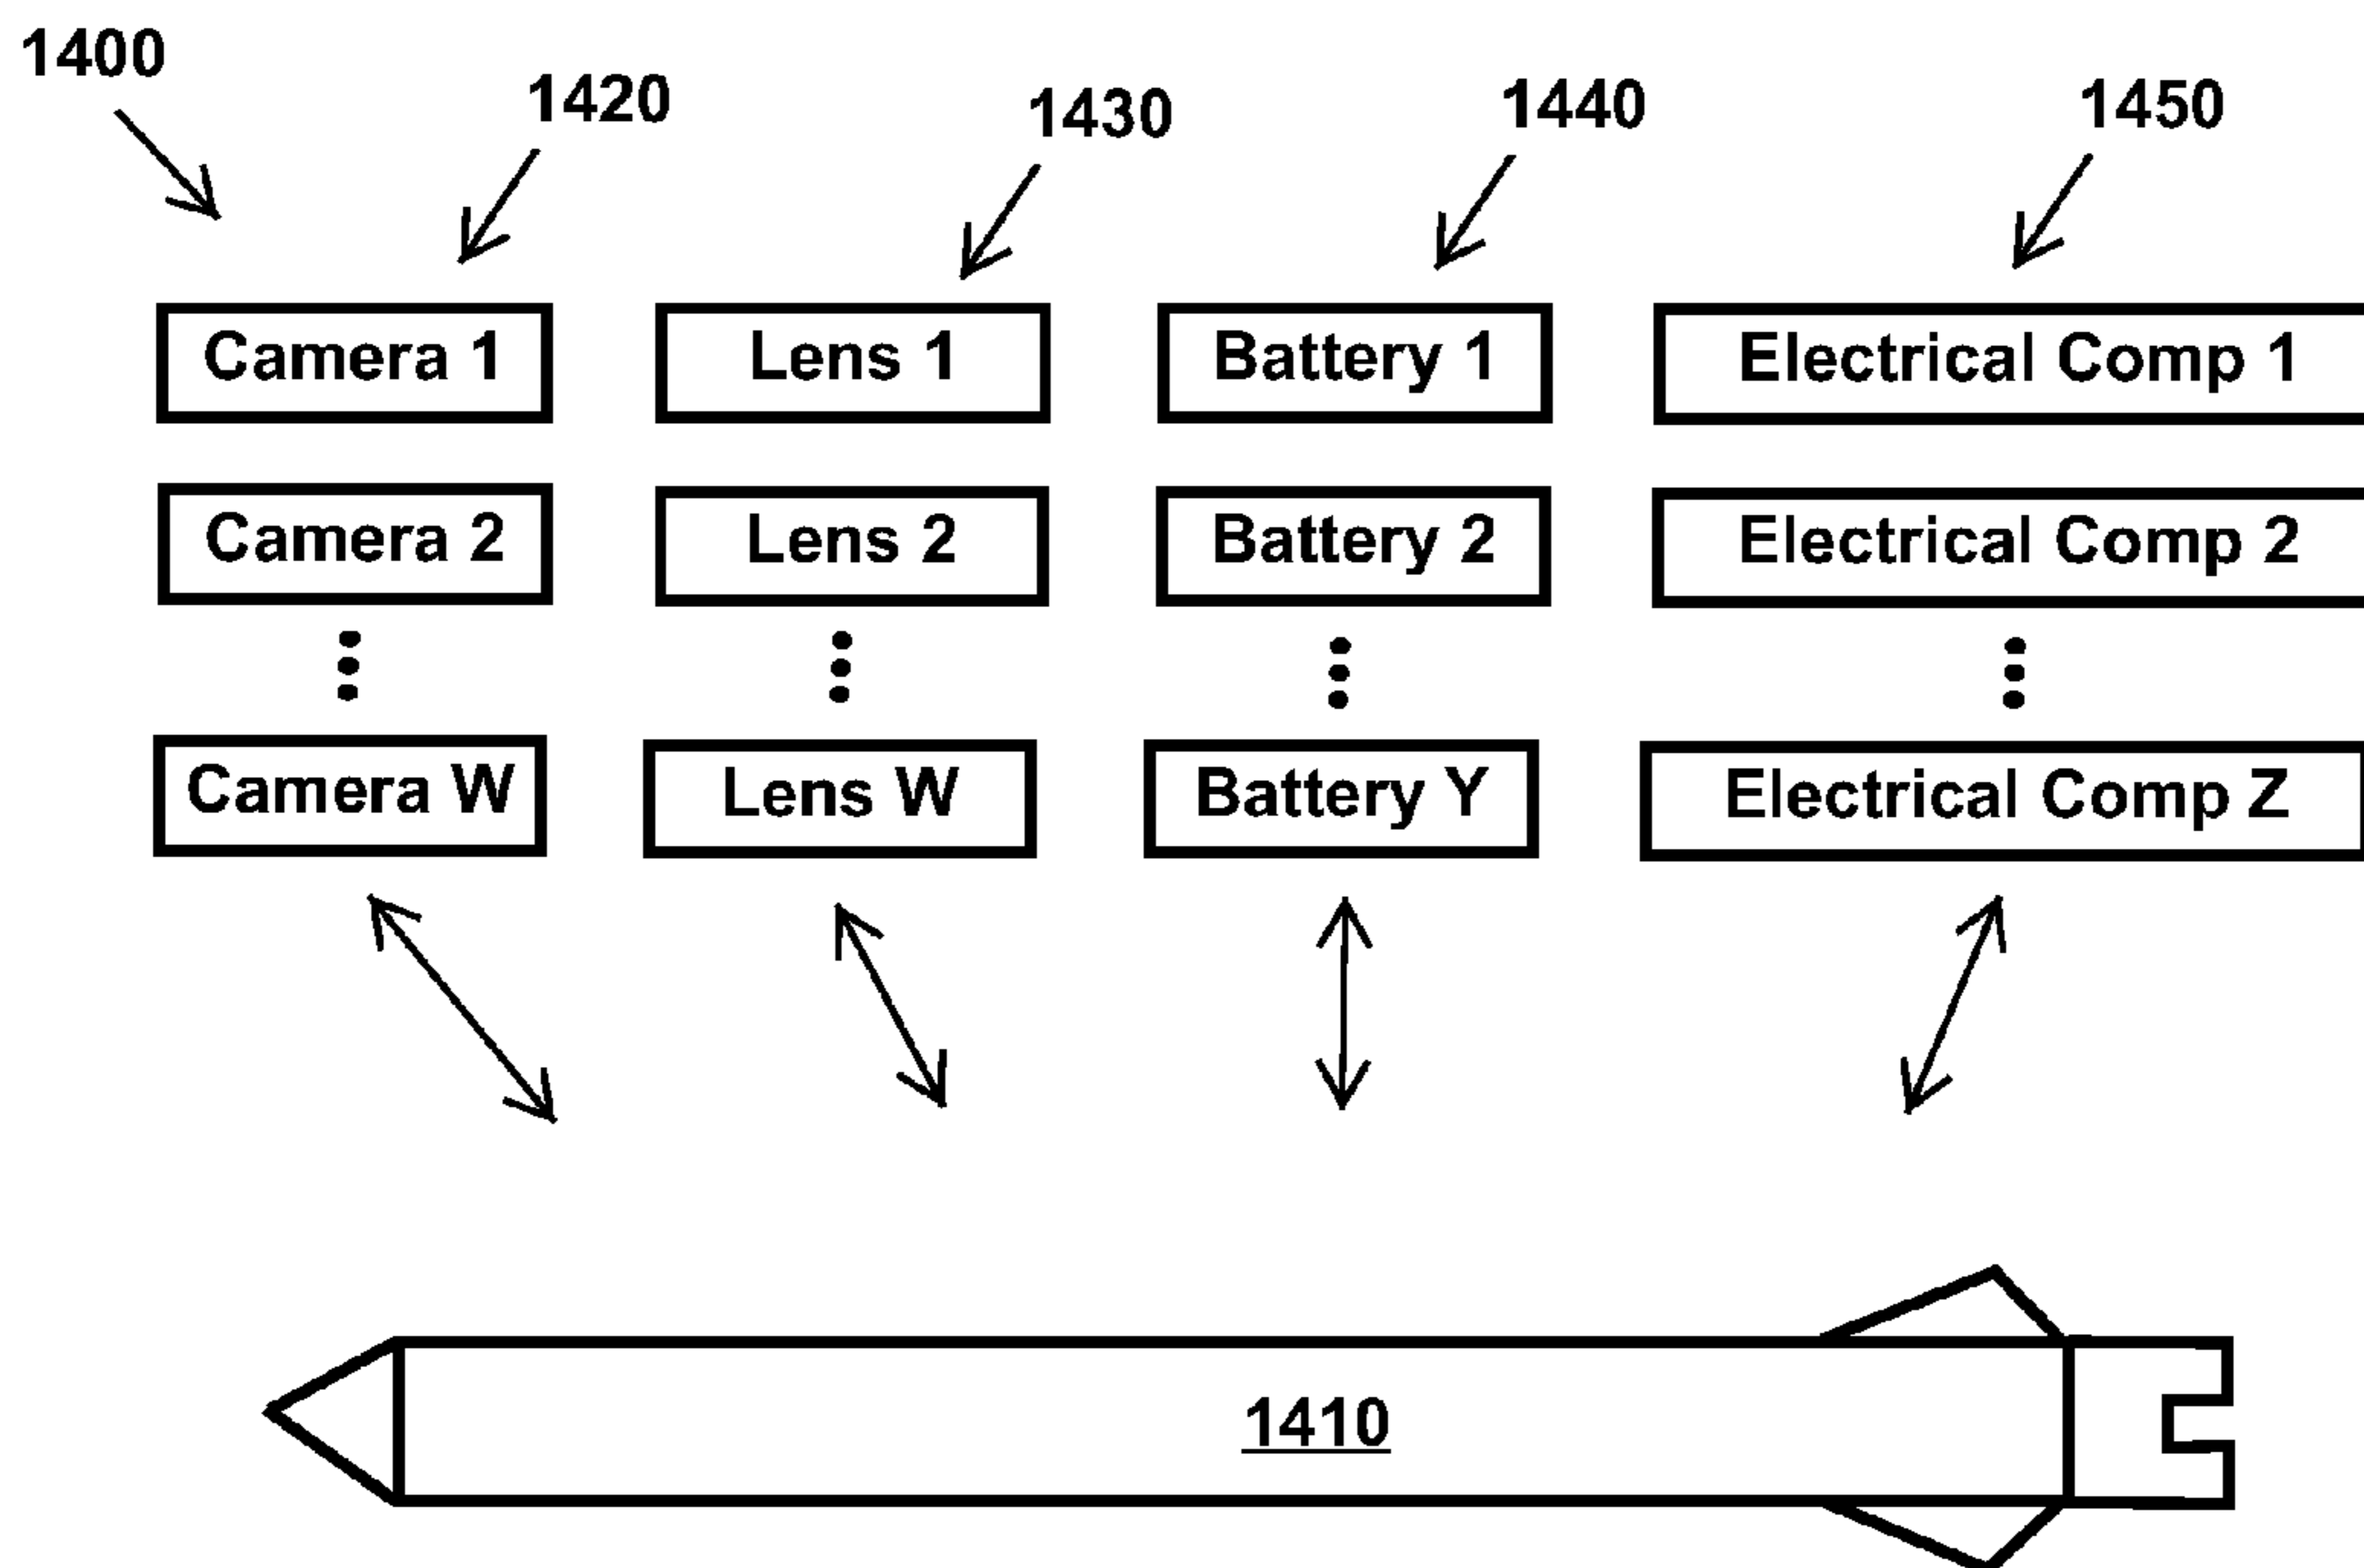 1400
1420
1430
1440
1450
Camera 1
Lens 1
Battery 1
Electrical Comp 1
Camera 2
Lens 2
Battery 2
Electrical Comp 2
Camera W
Lens W
Battery Y
Electrical Comp Z
1410